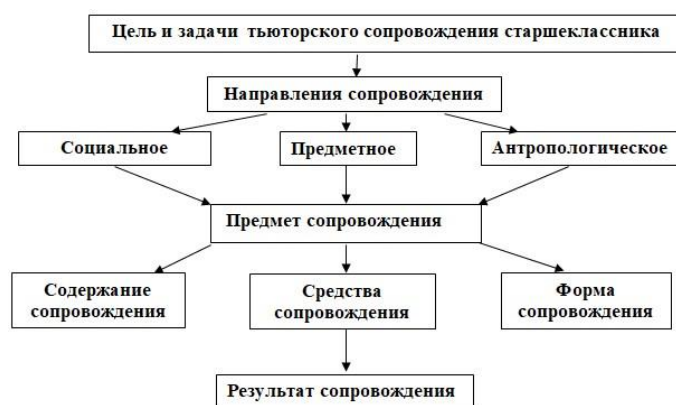 Цель и задачи тьюторского сопровождения старшеклассника
Направления сопровождения
Социальное
Предметное
Антропологическое
Предмет сопровождения
Содержание
сопровождения
Средства
сопровождения
Форма
сопровождения
Результат сопровождения